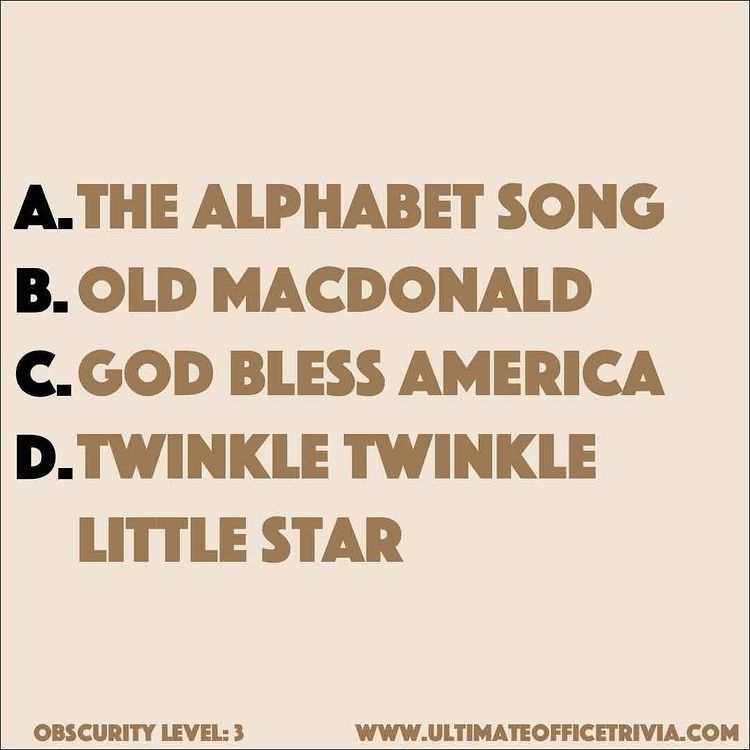 A. THE ALPHABET SONG
B. OLD MACDONALD
C. GOD BLESS AMERICA
D. TWINKLE TWINKLE
LITTLE STAR
OBSCURITY LEVEL: 3
WWW.ULTIMATEOFFICETRIVIA.COM